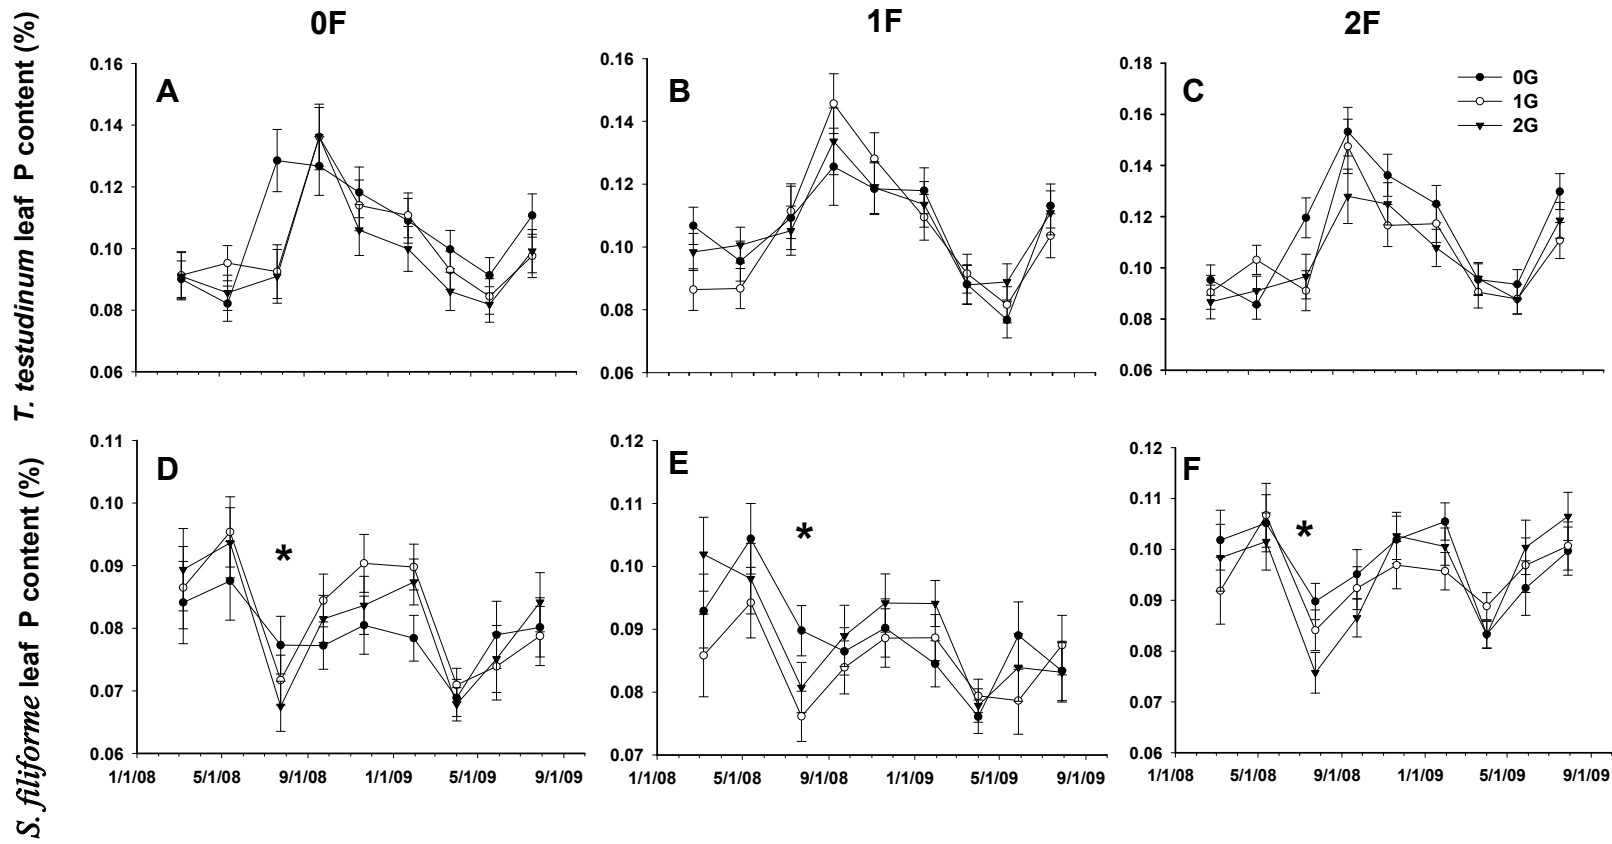 0F 1F 2F
T. testudinum leaf P content (%)
A
0.16
0.14
0.12
0.10
0.08
0.06
B
0.16
0.14
0.12
0.10
0.08
0.06
C
0.18
0.16
0.14
0.12
0.10
0.08
0.06
0G
1G
2G
S. filiforme leaf P content (%)
D
0.11
0.10
0.09
0.08
0.07
0.06
*
1/1/08 5/1/08 9/1/08 1/1/09 5/1/09 9/1/09
E
0.12
0.11
0.10
0.09
0.08
0.07
*
1/1/08 5/1/08 9/1/08 1/1/09 5/1/09 9/1/09
F
0.12
0.11
0.10
0.09
0.08
0.07
0.06
*
1/1/08 5/1/08 9/1/08 1/1/09 5/1/09 9/1/09